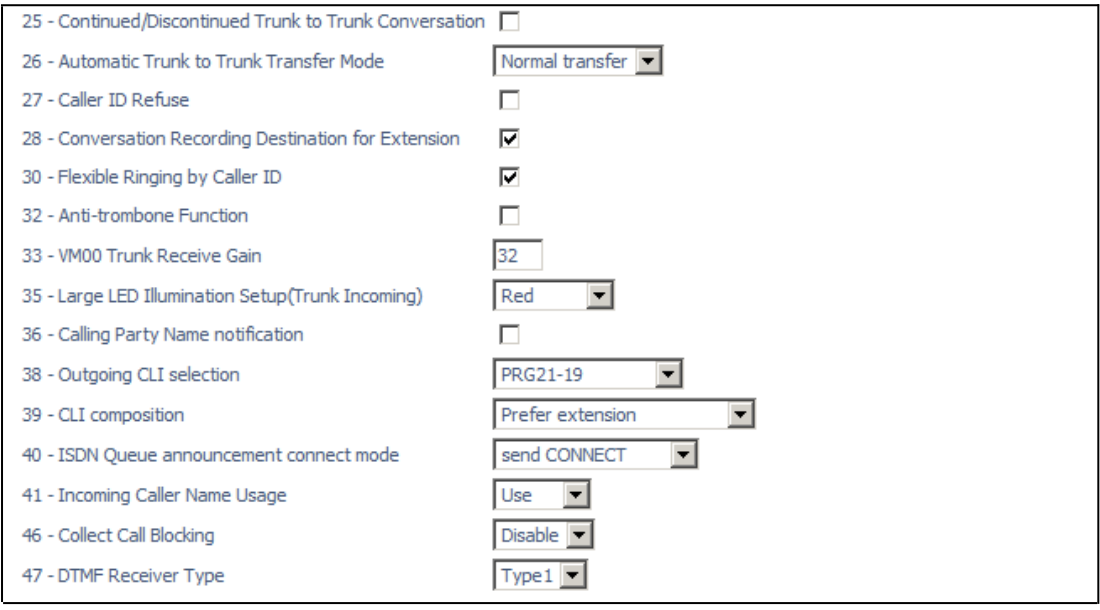 25 - Continued/Discontinued Trunk to Trunk Conversation
26 - Automatic Trunk to Trunk Transfer Mode Normal transfer
27 - Caller ID Refuse
28 - Conversation Recording Destination for Extension
30 - Flexible Ringing by Caller ID
32 - Anti-trombone Function
33 - VM00 Trunk Receive Gain 32
35 - Large LED Illumination Setup(Trunk Incoming) Red
36 - Calling Party Name notification
38 - Outgoing CLI selection PRG21-19
39 - CLI composition Prefer extension
40 - ISDN Queue announcement connect mode send CONNECT
41 - Incoming Caller Name Usage Use
46 - Collect Call Blocking Disable
47 - DTMF Receiver Type Type1